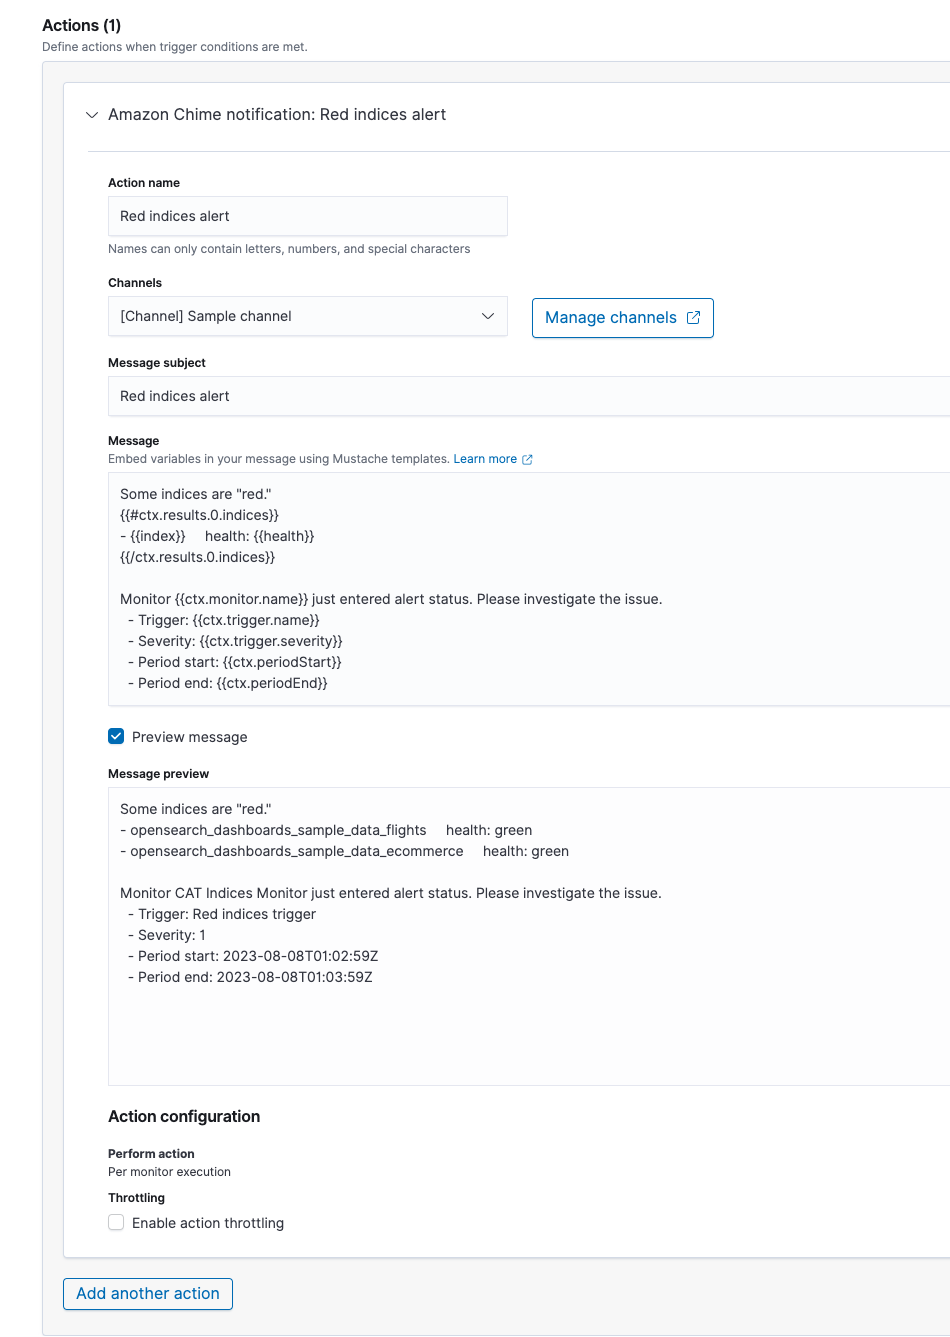 Actions (1)
Define actions when trigger conditions are met.
Amazon Chime notification: Red indices alert
Action name
Red indices alert
Names can only contain letters, numbers, and special characters
Channels
[Channel] Sample channel
Manage channels
Message subject
Red indices alert
Message
Embed variables in your message using Mustache templates. Learn more
Some indices are "red."
{{#ctx.results.0.indices}}
- {{index}}     health: {{health}}
{{/ctx.results.0.indices}}
Monitor {{ctx.monitor.name}} just entered alert status. Please investigate the issue.
- Trigger: {{ctx.trigger.name}}
- Severity: {{ctx.trigger.severity}}
- Period start: {{ctx.periodStart}}
- Period end: {{ctx.periodEnd}}
Preview message
Message preview
Some indices are "red."
- opensearch_dashboards_sample_data_flights     health: green
- opensearch_dashboards_sample_data_ecommerce     health: green
Monitor CAT Indices Monitor just entered alert status. Please investigate the issue.
- Trigger: Red indices trigger
- Severity: 1
- Period start: 2023-08-08T01:02:59Z
- Period end: 2023-08-08T01:03:59Z
Action configuration
Perform action
Per monitor execution
Throttling
Enable action throttling
Add another action